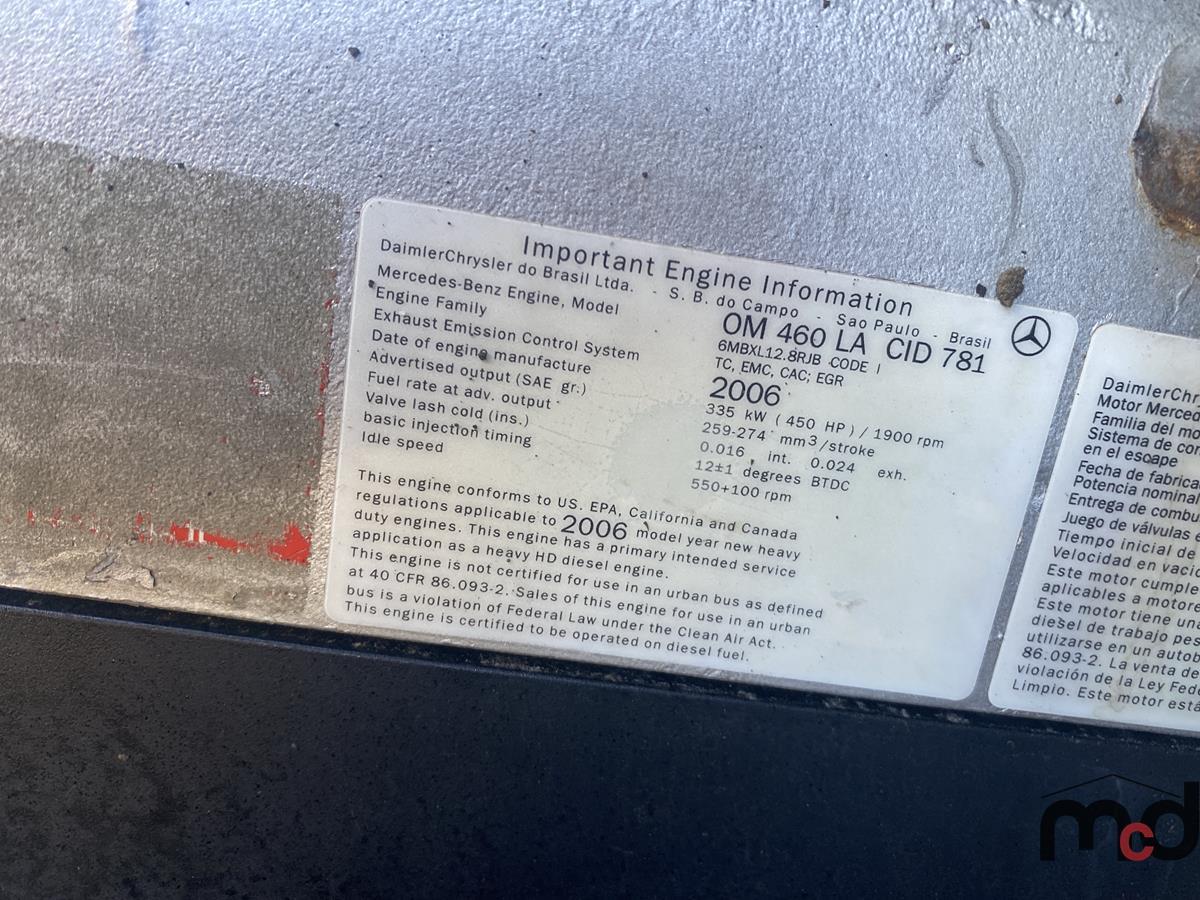 Important Engine Information
DaimlerChrysler do Brasil Ltda. - S. B. do Campo - Sao Paulo - Brasil
Mercedes-Benz Engine, Model OM 460 LA CID 781
Engine Family 6MBXL12.8RJB CODE I
Exhaust Emission Control System TC, EMC, CAC; EGR
Date of engine manufacture 2006
Advertised output (SAE gr.) 335 kW (450 HP) / 1900 rpm
Fuel rate at adv. output 259-274 mm3/stroke
Valve lash cold (ins.) 0.016 int. 0.024 exh.
basic injection timing 12±1 degrees BTDC
Idle speed 550+100 rpm
This engine conforms to US. EPA, California and Canada
regulations applicable to 2006 model year new heavy
duty engines. This engine has a primary intended service
application as a heavy HD diesel engine.
This engine is not certified for use in an urban bus as defined
at 40 CFR 86.093-2. Sales of this engine for use in an urban
bus is a violation of Federal Law under the Clean Air Act.
This engine is certified to be operated on diesel fuel.
DaimlerChr
Motor Merced
Familia del mo
Sistema de con
en el escape
Fecha de fabrica
Potencia nominal
Entrega de combu
Juego de válvulas e
Tiempo inicial de
Velocidad en vacío
Este motor cumple
aplicables a motore
Este motor tiene una
diesel de trabajo pes
utilizarse en un autob
86.093-2. La venta de
violación de la Ley Fede
Limpio. Este motor está
mcd